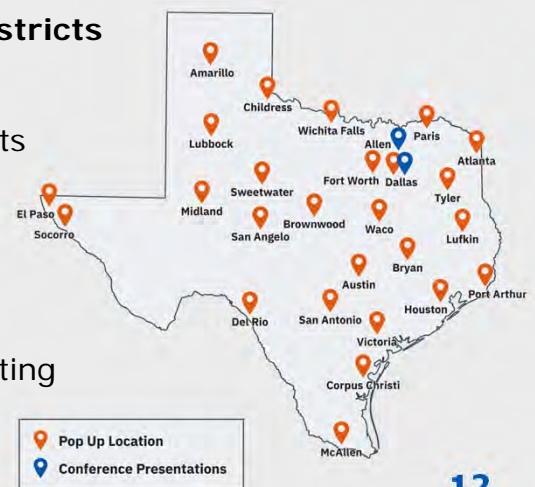 stricts
ts
ting
Amarillo
Childress
Wichita Falls
Paris
Allen
Lubbock
Atlanta
Fort Worth
Dallas
Sweetwater
Tyler
El Paso
Midland
Brownwood
Socorro
San Angelo
Waco
Lufkin
Bryan
Austin
Port Arthur
Houston
Del Rio
San Antonio
Victoria
Corpus Christi
McAllen
Pop Up Location
Conference Presentations
12